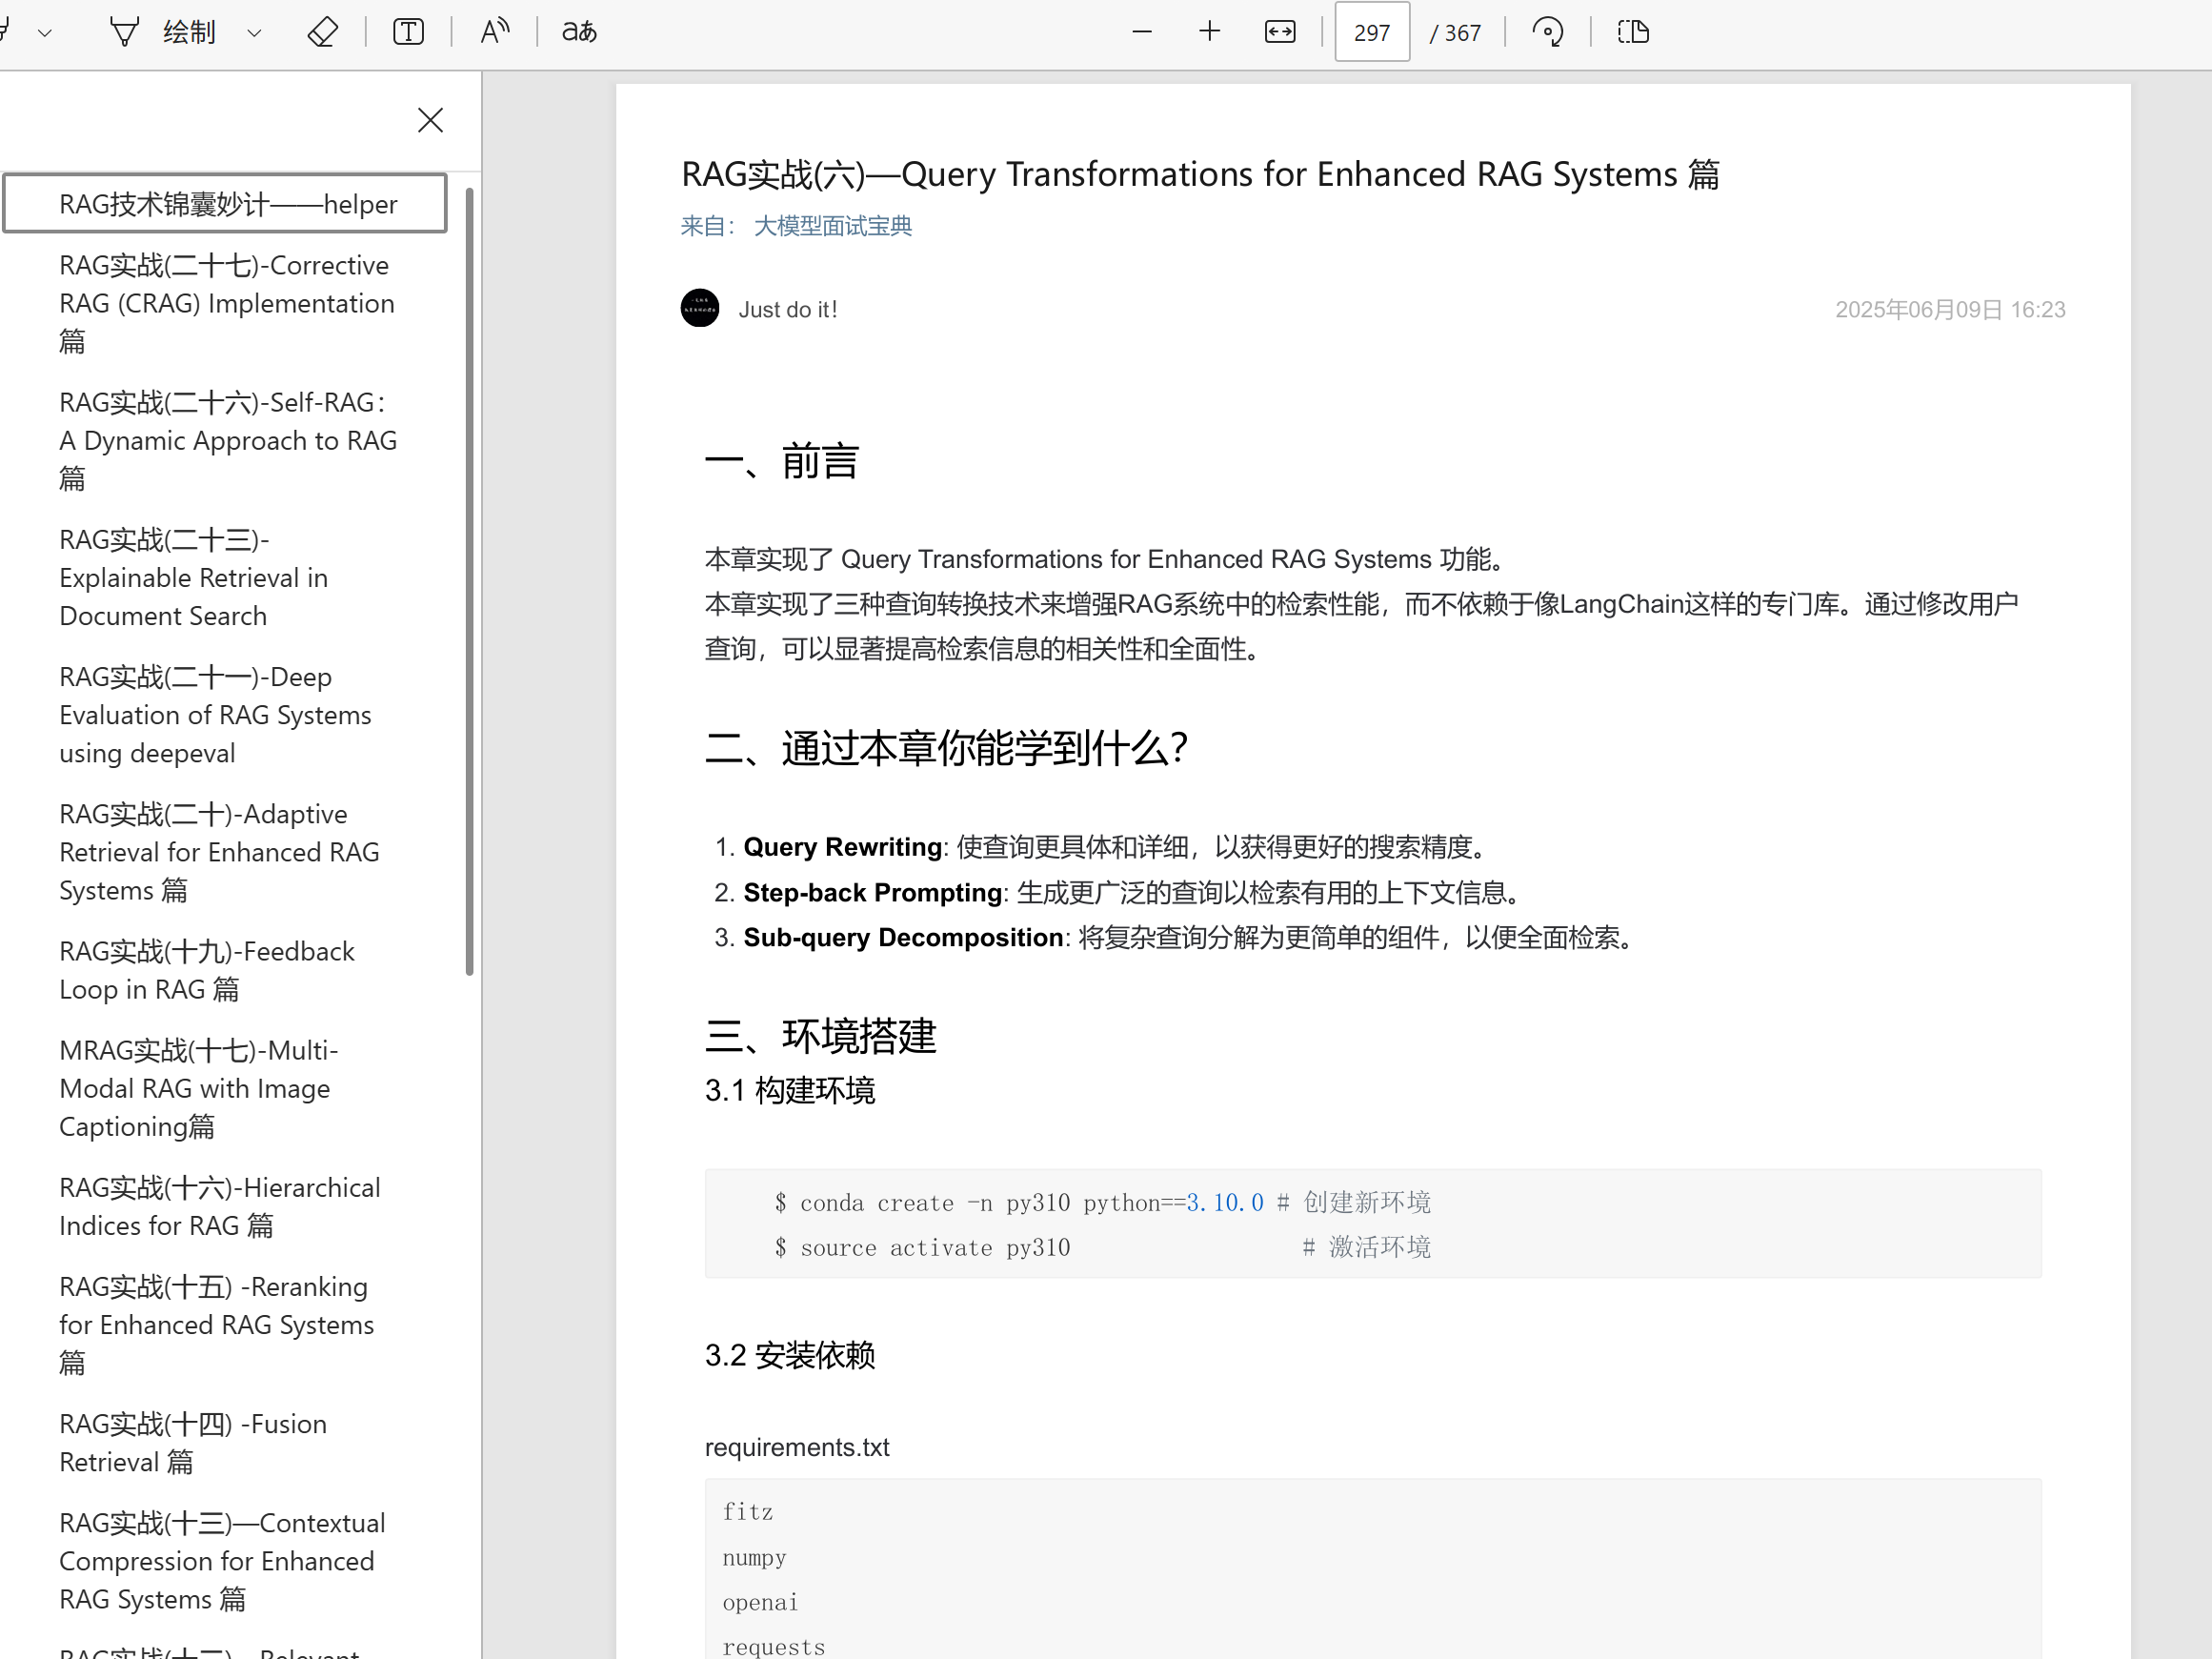 绘制
aあ
297
/ 367
RAG技术锦囊妙计——helper
RAG实战(二十七)-Corrective
RAG (CRAG) Implementation
篇
RAG实战(二十六)-Self-RAG：
A Dynamic Approach to RAG
篇
RAG实战(二十三)-
Explainable Retrieval in
Document Search
RAG实战(二十一)-Deep
Evaluation of RAG Systems
using deepeval
RAG实战(二十)-Adaptive
Retrieval for Enhanced RAG
Systems 篇
RAG实战(十九)-Feedback
Loop in RAG 篇
MRAG实战(十七)-Multi-
Modal RAG with Image
Captioning篇
RAG实战(十六)-Hierarchical
Indices for RAG 篇
RAG实战(十五) -Reranking
for Enhanced RAG Systems
篇
RAG实战(十四) -Fusion
Retrieval 篇
RAG实战(十三)—Contextual
Compression for Enhanced
RAG Systems 篇
RAG实战(六)—Query Transformations for Enhanced RAG Systems 篇
来自： 大模型面试宝典
Just do it!
2025年06月09日 16:23
一、前言
本章实现了 Query Transformations for Enhanced RAG Systems 功能。
本章实现了三种查询转换技术来增强RAG系统中的检索性能，而不依赖于像LangChain这样的专门库。通过修改用户
查询，可以显著提高检索信息的相关性和全面性。
二、通过本章你能学到什么？
1. Query Rewriting: 使查询更具体和详细，以获得更好的搜索精度。
2. Step-back Prompting: 生成更广泛的查询以检索有用的上下文信息。
3. Sub-query Decomposition: 将复杂查询分解为更简单的组件，以便全面检索。
三、环境搭建
3.1 构建环境
$ conda create -n py310 python==3.10.0 # 创建新环境
$ source activate py310 # 激活环境
3.2 安装依赖
requirements.txt
fitz
numpy
openai
requests